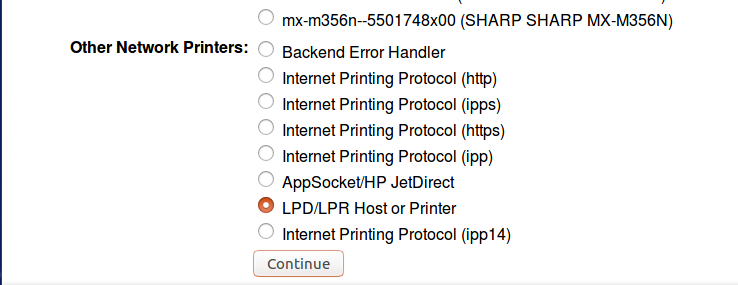 mx-m356n--5501748x00 (SHARP SHARP MX-M356N)
Other Network Printers: Backend Error Handler
Internet Printing Protocol (http)
Internet Printing Protocol (ipps)
Internet Printing Protocol (https)
Internet Printing Protocol (ipp)
AppSocket/HP JetDirect
LPD/LPR Host or Printer
Internet Printing Protocol (ipp14)
Continue